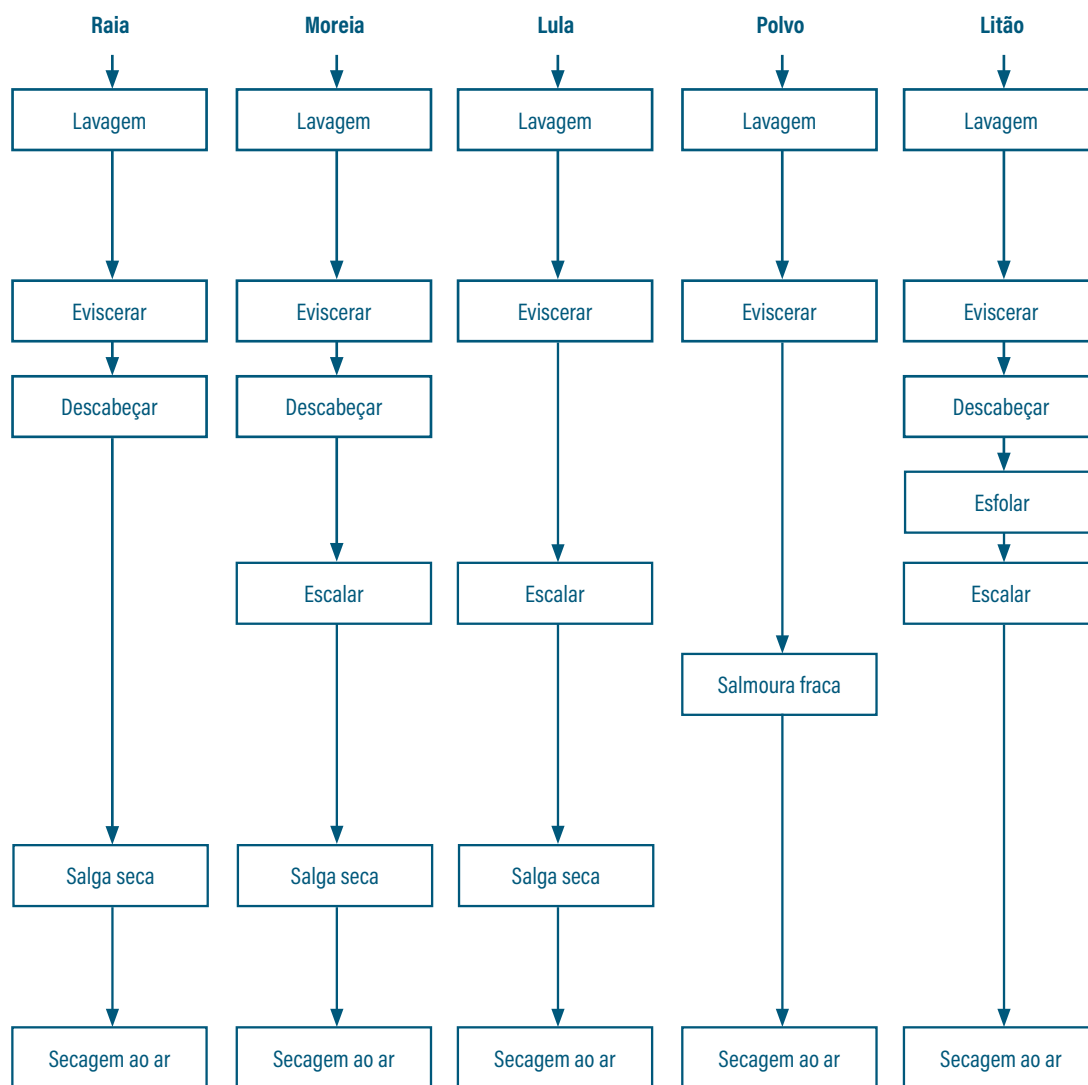 Raia
Moreia
Lula
Polvo
Litão
Lavagem
Lavagem
Lavagem
Lavagem
Lavagem
Eviscerar
Eviscerar
Eviscerar
Eviscerar
Eviscerar
Descabeçar
Descabeçar
Descabeçar
Esfolar
Escalar
Escalar
Escalar
Salmoura fraca
Salga seca
Salga seca
Salga seca
Secagem ao ar
Secagem ao ar
Secagem ao ar
Secagem ao ar
Secagem ao ar